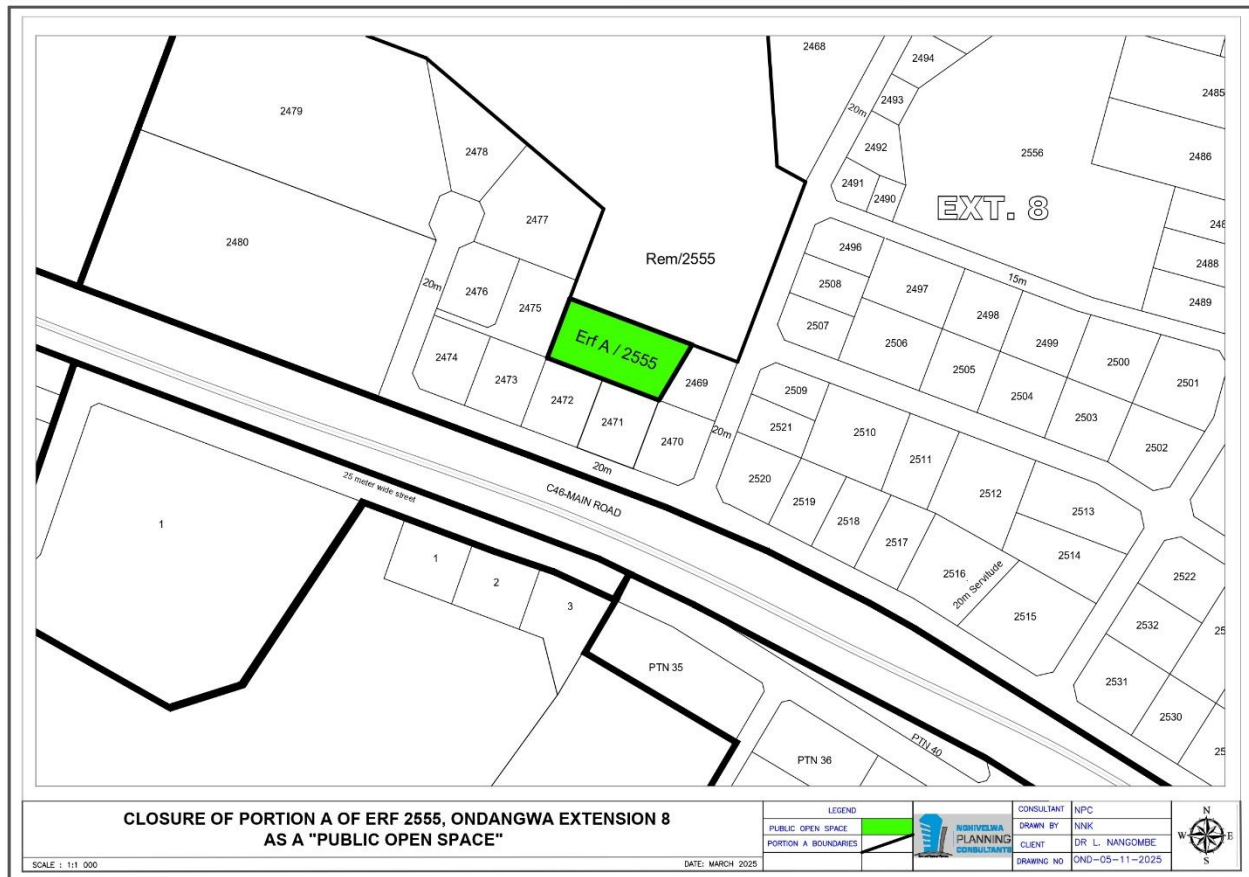 2468
2494
2485
2479
2493
20m
2492
2478
2556
2486
2491
2490
2477
EXT. 8
2480
2496
2488
Rem/2555
2508
15m
2476
20m
2475
2497
2489
2498
2507
Erf A / 2555
2506
2499
2500
2474
2473
2469
2505
2501
2509
2504
2472
2503
2471
2521
2510
2502
2470
20m
20m
2511
2520
25 meter wide street
C46-MAIN ROAD
2519
2512
2513
2518
1
2517
2514
1
2516
20m Servitude
2522
2
3
2515
2532
PTN 35
2531
2530
PTN 40
PTN 36
CLOSURE OF PORTION A OF ERF 2555, ONDANGWA EXTENSION 8
AS A "PUBLIC OPEN SPACE"
SCALE : 1:1 000
DATE: MARCH 2025
LEGEND
PUBLIC OPEN SPACE
PORTION A BOUNDARIES
NOHIVELWA
PLANNING
CONSULTANTS
CONSULTANT NPC
DRAWN BY NNK
CLIENT DR L. NANGOMBE
DRAWING NO OND-05-11-2025
N
W E
S